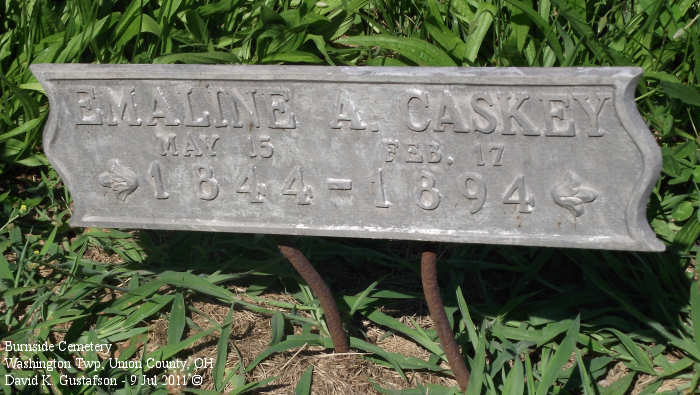 EMALINE A. CASKEY
MAY 15 FEB. 17
1844-1894
Burnside Cemetery
Washington Twp, Union County, OH
David K. Gustafson - 9 Jul 2011 ©